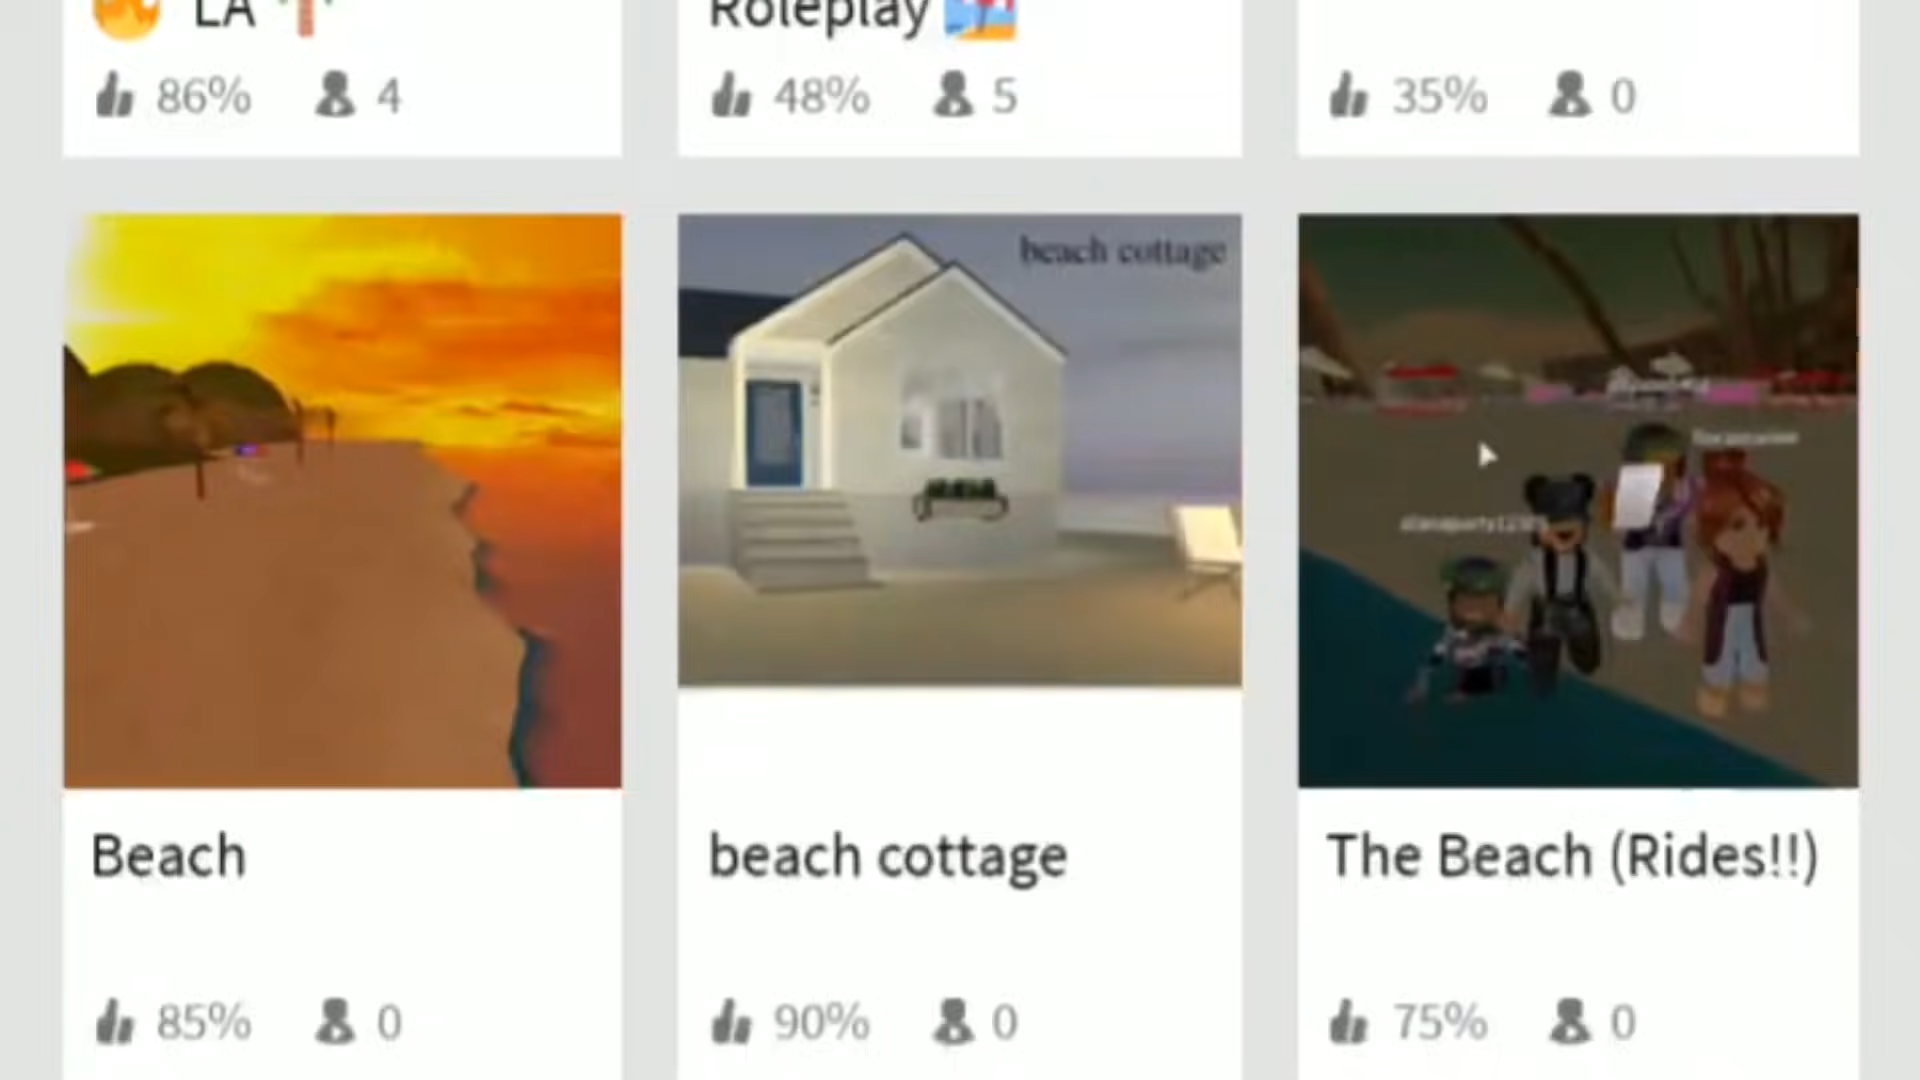 LA
Roleplay
86% 4
48% 5
35% 0
beach cottage
Beach
beach cottage
The Beach (Rides!!)
85% 0
90% 0
75% 0